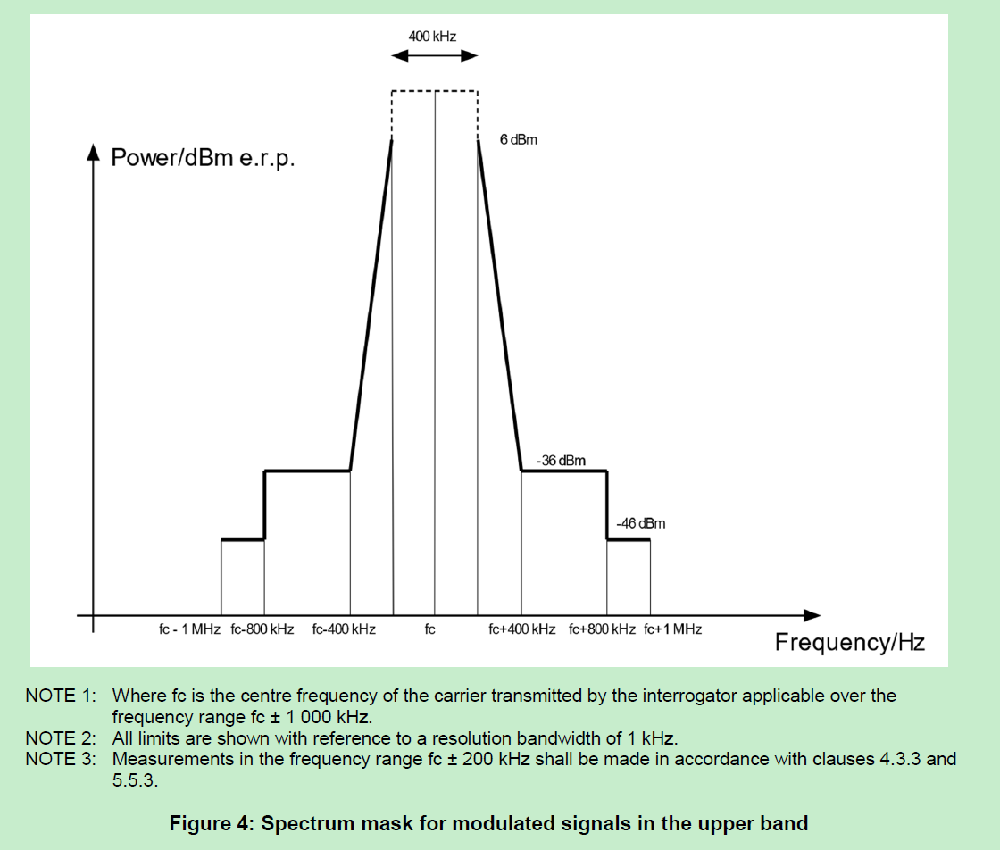 400 kHz
6 dBm
Power/dBm e.r.p.
-36 dBm
-46 dBm
fc - 1 MHz fc-800 kHz fc-400 kHz fc fc+400 kHz fc+800 kHz fc+1 MHz
Frequency/Hz
NOTE 1: Where fc is the centre frequency of the carrier transmitted by the interrogator applicable over the
frequency range fc ± 1 000 kHz.
NOTE 2: All limits are shown with reference to a resolution bandwidth of 1 kHz.
NOTE 3: Measurements in the frequency range fc ± 200 kHz shall be made in accordance with clauses 4.3.3 and
5.5.3.
Figure 4: Spectrum mask for modulated signals in the upper band